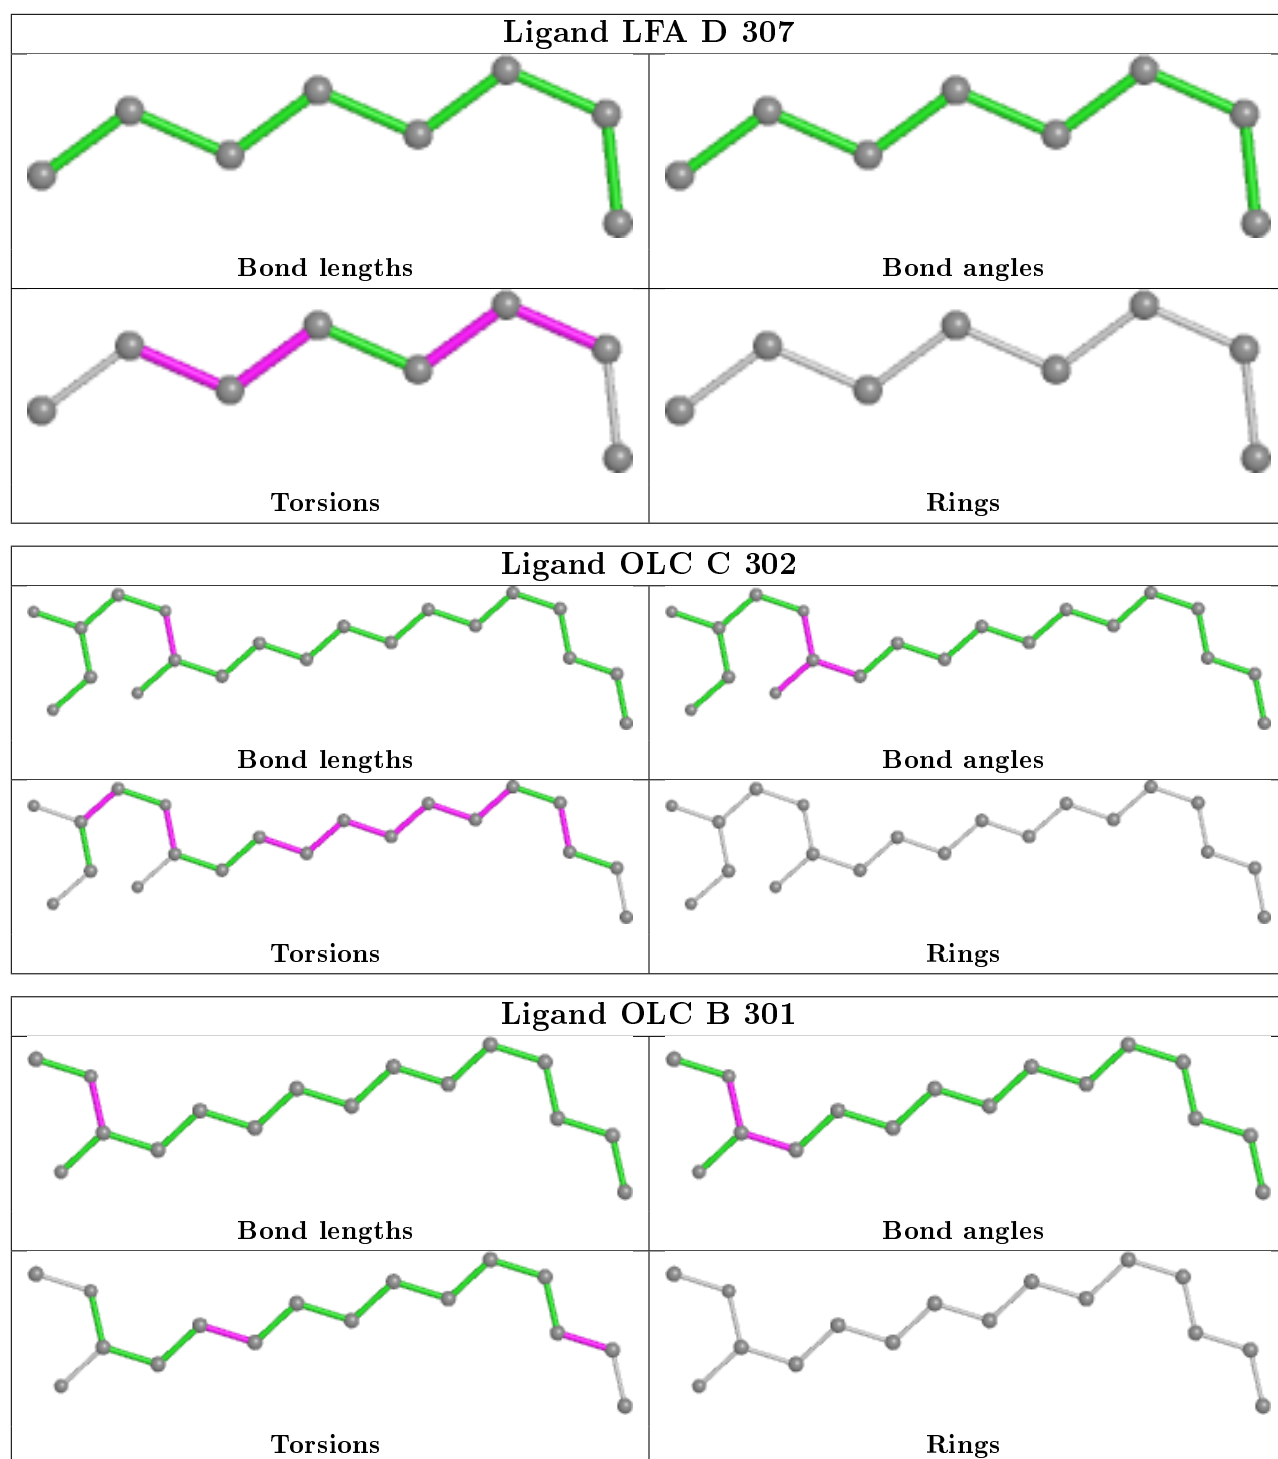 Ligand LFA D 307
Bond lengths
Bond angles
Torsions
Rings
Ligand OLC C 302
Bond lengths
Bond angles
Torsions
Rings
Ligand OLC B 301
Bond lengths
Bond angles
Torsions
Rings